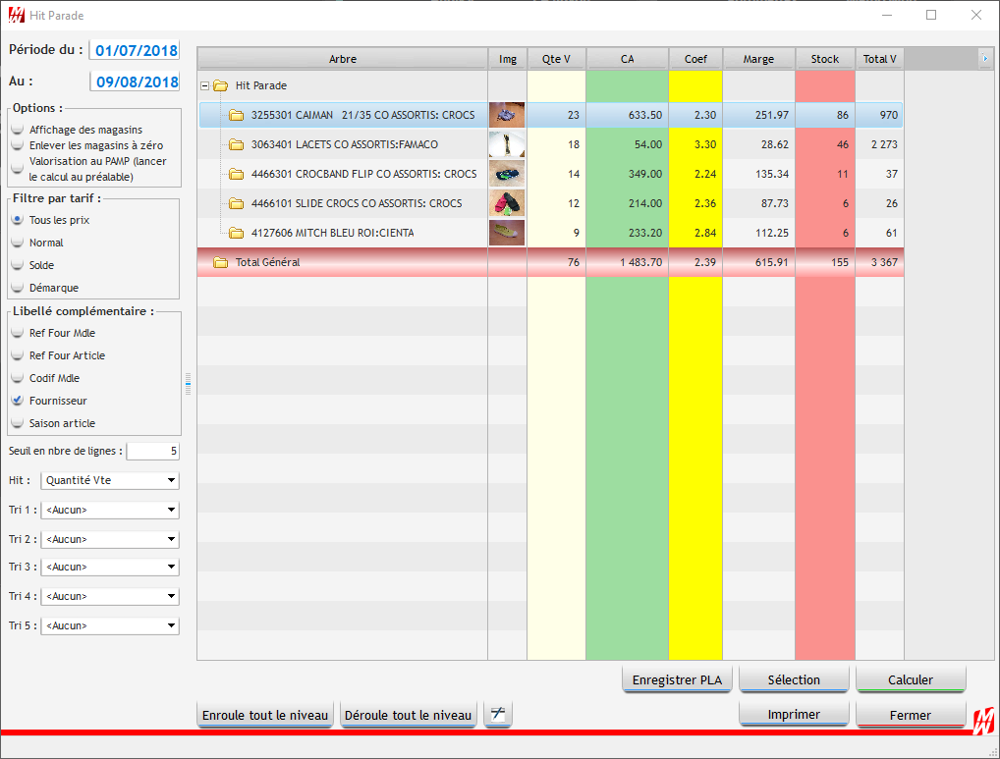 Hit Parade
Période du : 01/07/2018
Au : 09/08/2018
Options :
Affichage des magasins
Enlever les magasins à zéro
Valorisation au PAMP (lancer
le calcul au préalable)
Filtre par tarif :
Tous les prix
Normal
Solde
Démarque
Libellé complémentaire :
Ref Four Mdle
Ref Four Article
Codif Mdle
Fournisseur
Saison article
Seuil en nbre de lignes : 5
Hit : Quantité Vte
Tri 1 : <Aucun>
Tri 2 : <Aucun>
Tri 3 : <Aucun>
Tri 4 : <Aucun>
Tri 5 : <Aucun>
Arbre Img Qte V CA Coef Marge Stock Total V
Hit Parade
3255301 CAIMAN 21/35 CO ASSORTIS: CROCS 23 633.50 2.30 251.97 86 970
3063401 LACETS CO ASSORTIS:FAMACO 18 54.00 3.30 28.62 46 2 273
4466301 CROCBAND FLIP CO ASSORTIS: CROCS 14 349.00 2.24 135.34 11 37
4466101 SLIDE CROCS CO ASSORTIS: CROCS 12 214.00 2.36 87.73 6 26
4127606 MITCH BLEU ROI:CIENTA 9 233.20 2.84 112.25 6 61
Total Général 76 1 483.70 2.39 615.91 155 3 367
Enregistrer PLA Sélection Calculer
Enroule tout le niveau Déroule tout le niveau Imprimer Fermer